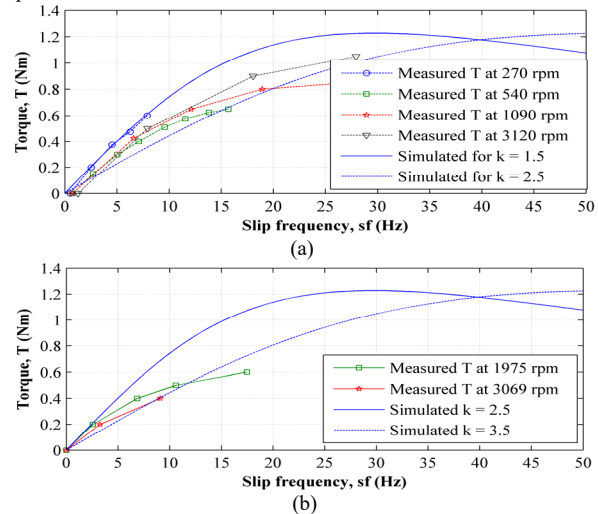 1.4
1.2
1
0.8
0.6
0.4
0.2
0
Torque, T (Nm)
Measured T at 270 rpm
Measured T at 540 rpm
Measured T at 1090 rpm
Measured T at 3120 rpm
Simulated for k = 1.5
Simulated for k = 2.5
0 5 10 15 20 25 30 35 40 45 50
Slip frequency, sf (Hz)
(a)
1.4
1.2
1
0.8
0.6
0.4
0.2
0
Torque, T (Nm)
Measured T at 1975 rpm
Measured T at 3069 rpm
Simulated k = 2.5
Simulated k = 3.5
0 5 10 15 20 25 30 35 40 45 50
Slip frequency, sf (Hz)
(b)